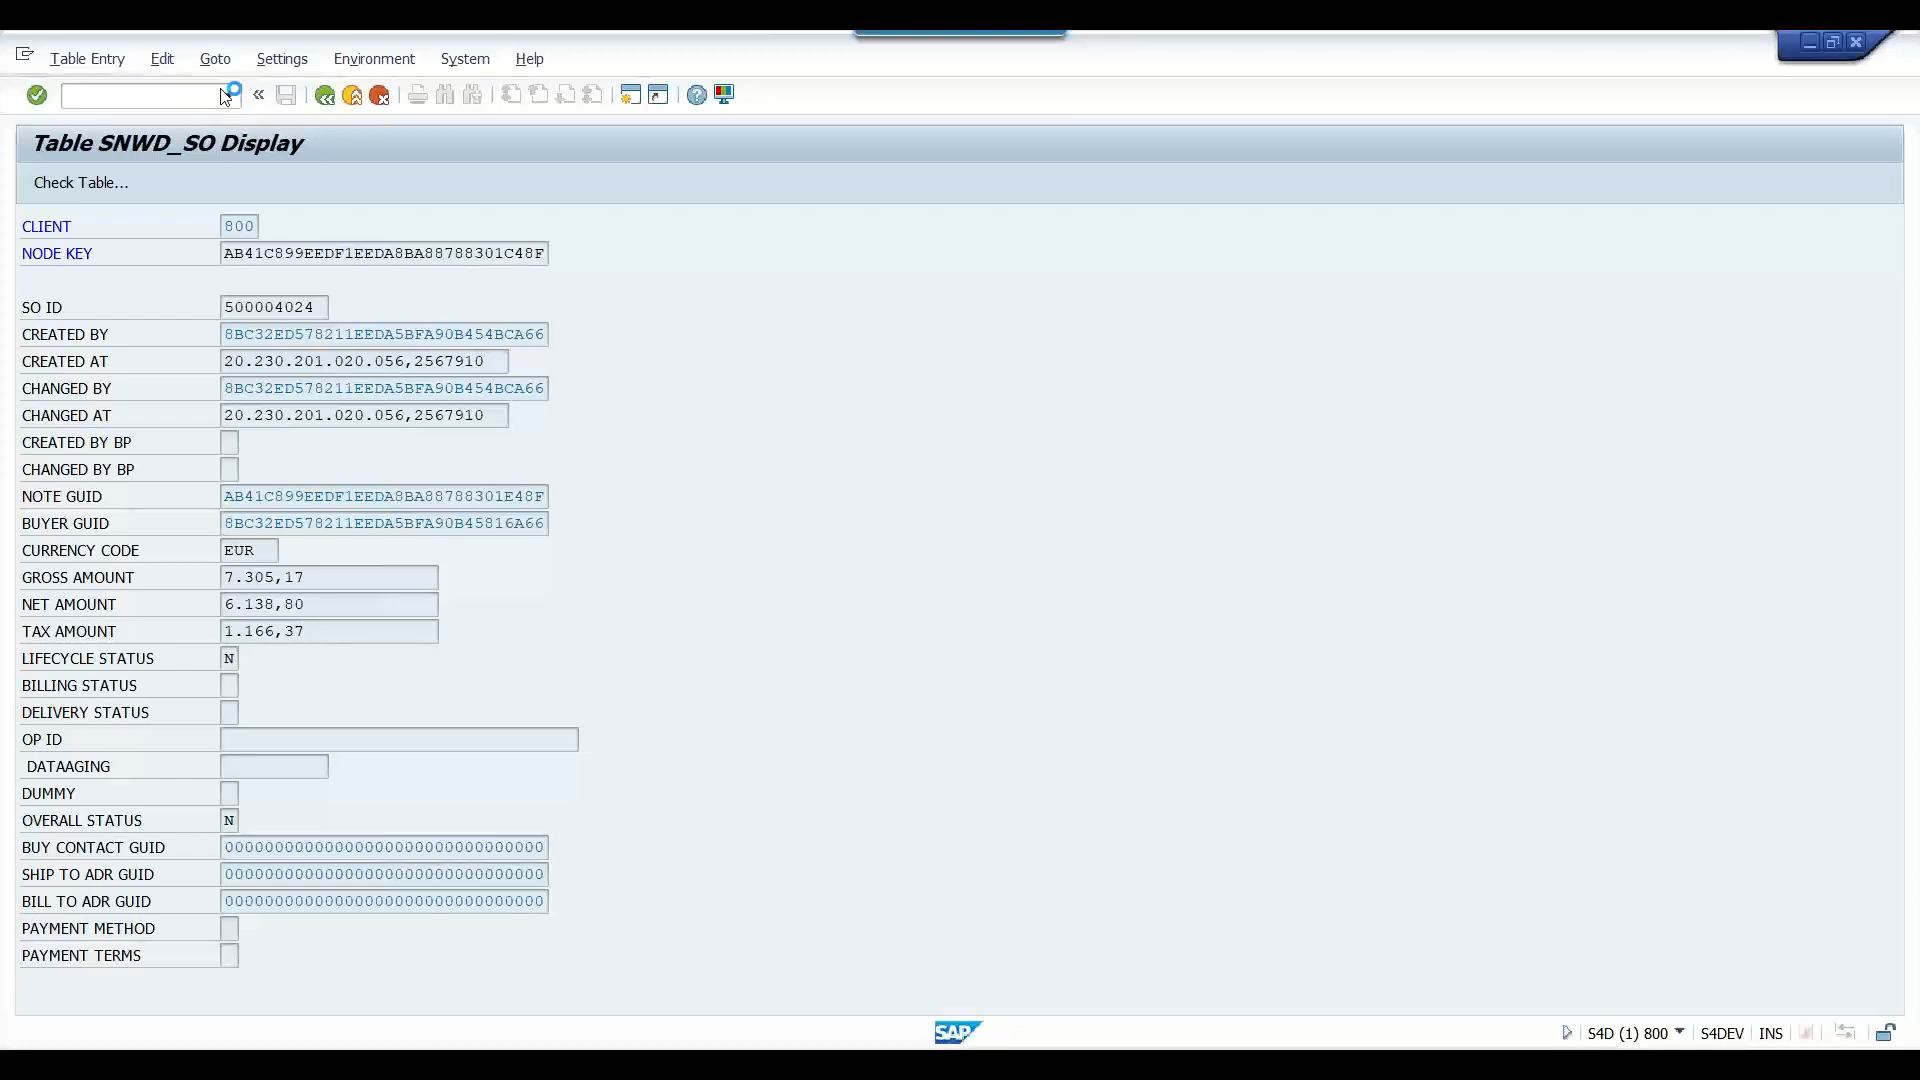 Table Entry Edit Goto Settings Environment System Help
Table SNWD_SO Display
Check Table...
CLIENT 800
NODE KEY AB41C899EEDF1EEDA8BA88788301C48F
SO ID 500004024
CREATED BY 8BC32ED578211EEDA5BFA90B454BCA66
CREATED AT 20.230.201.020.056,2567910
CHANGED BY 8BC32ED578211EEDA5BFA90B454BCA66
CHANGED AT 20.230.201.020.056,2567910
CREATED BY BP
CHANGED BY BP
NOTE GUID AB41C899EEDF1EEDA8BA88788301E48F
BUYER GUID 8BC32ED578211EEDA5BFA90B45816A66
CURRENCY CODE EUR
GROSS AMOUNT 7.305,17
NET AMOUNT 6.138,80
TAX AMOUNT 1.166,37
LIFECYCLE STATUS N
BILLING STATUS
DELIVERY STATUS
OP ID
DATAAGING
DUMMY
OVERALL STATUS N
BUY CONTACT GUID 00000000000000000000000000000000
SHIP TO ADR GUID 00000000000000000000000000000000
BILL TO ADR GUID 00000000000000000000000000000000
PAYMENT METHOD
PAYMENT TERMS
SAP
S4D (1) 800 S4DEV INS